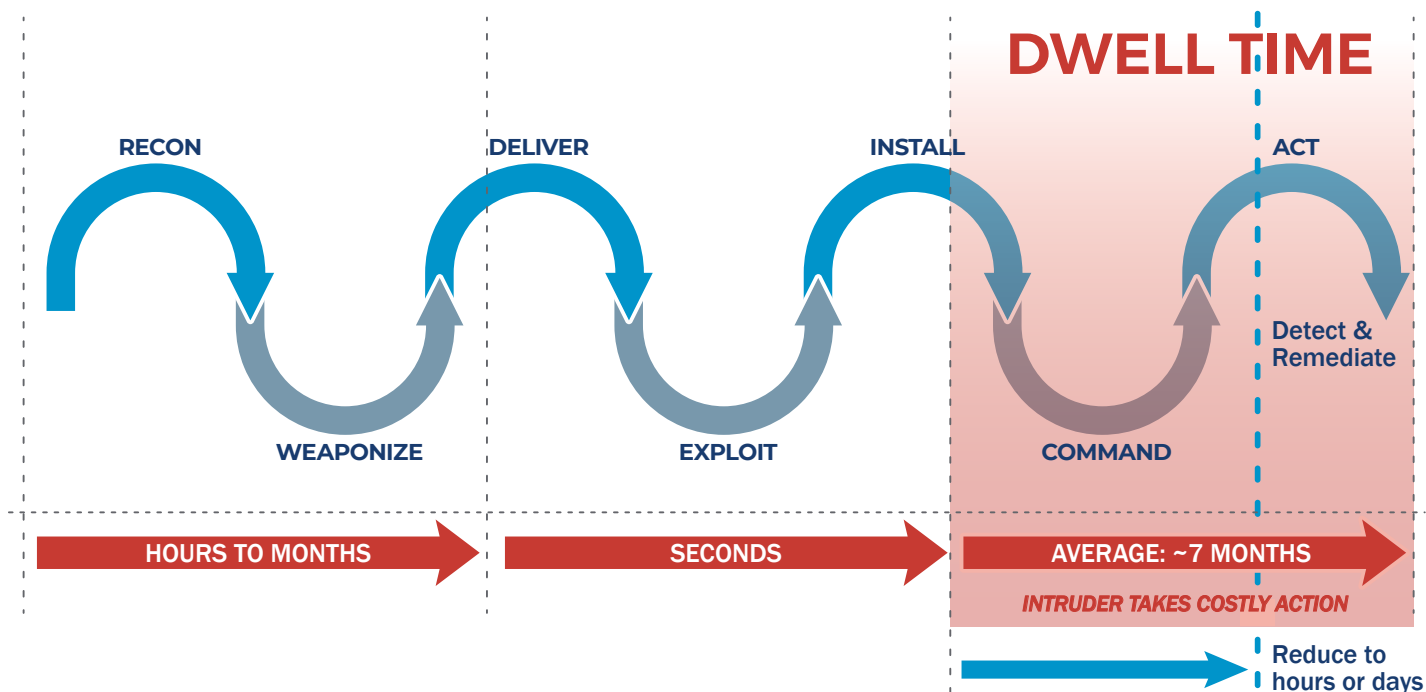 DWELL TIME
RECON
DELIVER
INSTALL
ACT
Detect &
Remediate
WEAPONIZE
EXPLOIT
COMMAND
HOURS TO MONTHS
SECONDS
AVERAGE: ~7 MONTHS
INTRUDER TAKES COSTLY ACTION
Reduce to
hours or days